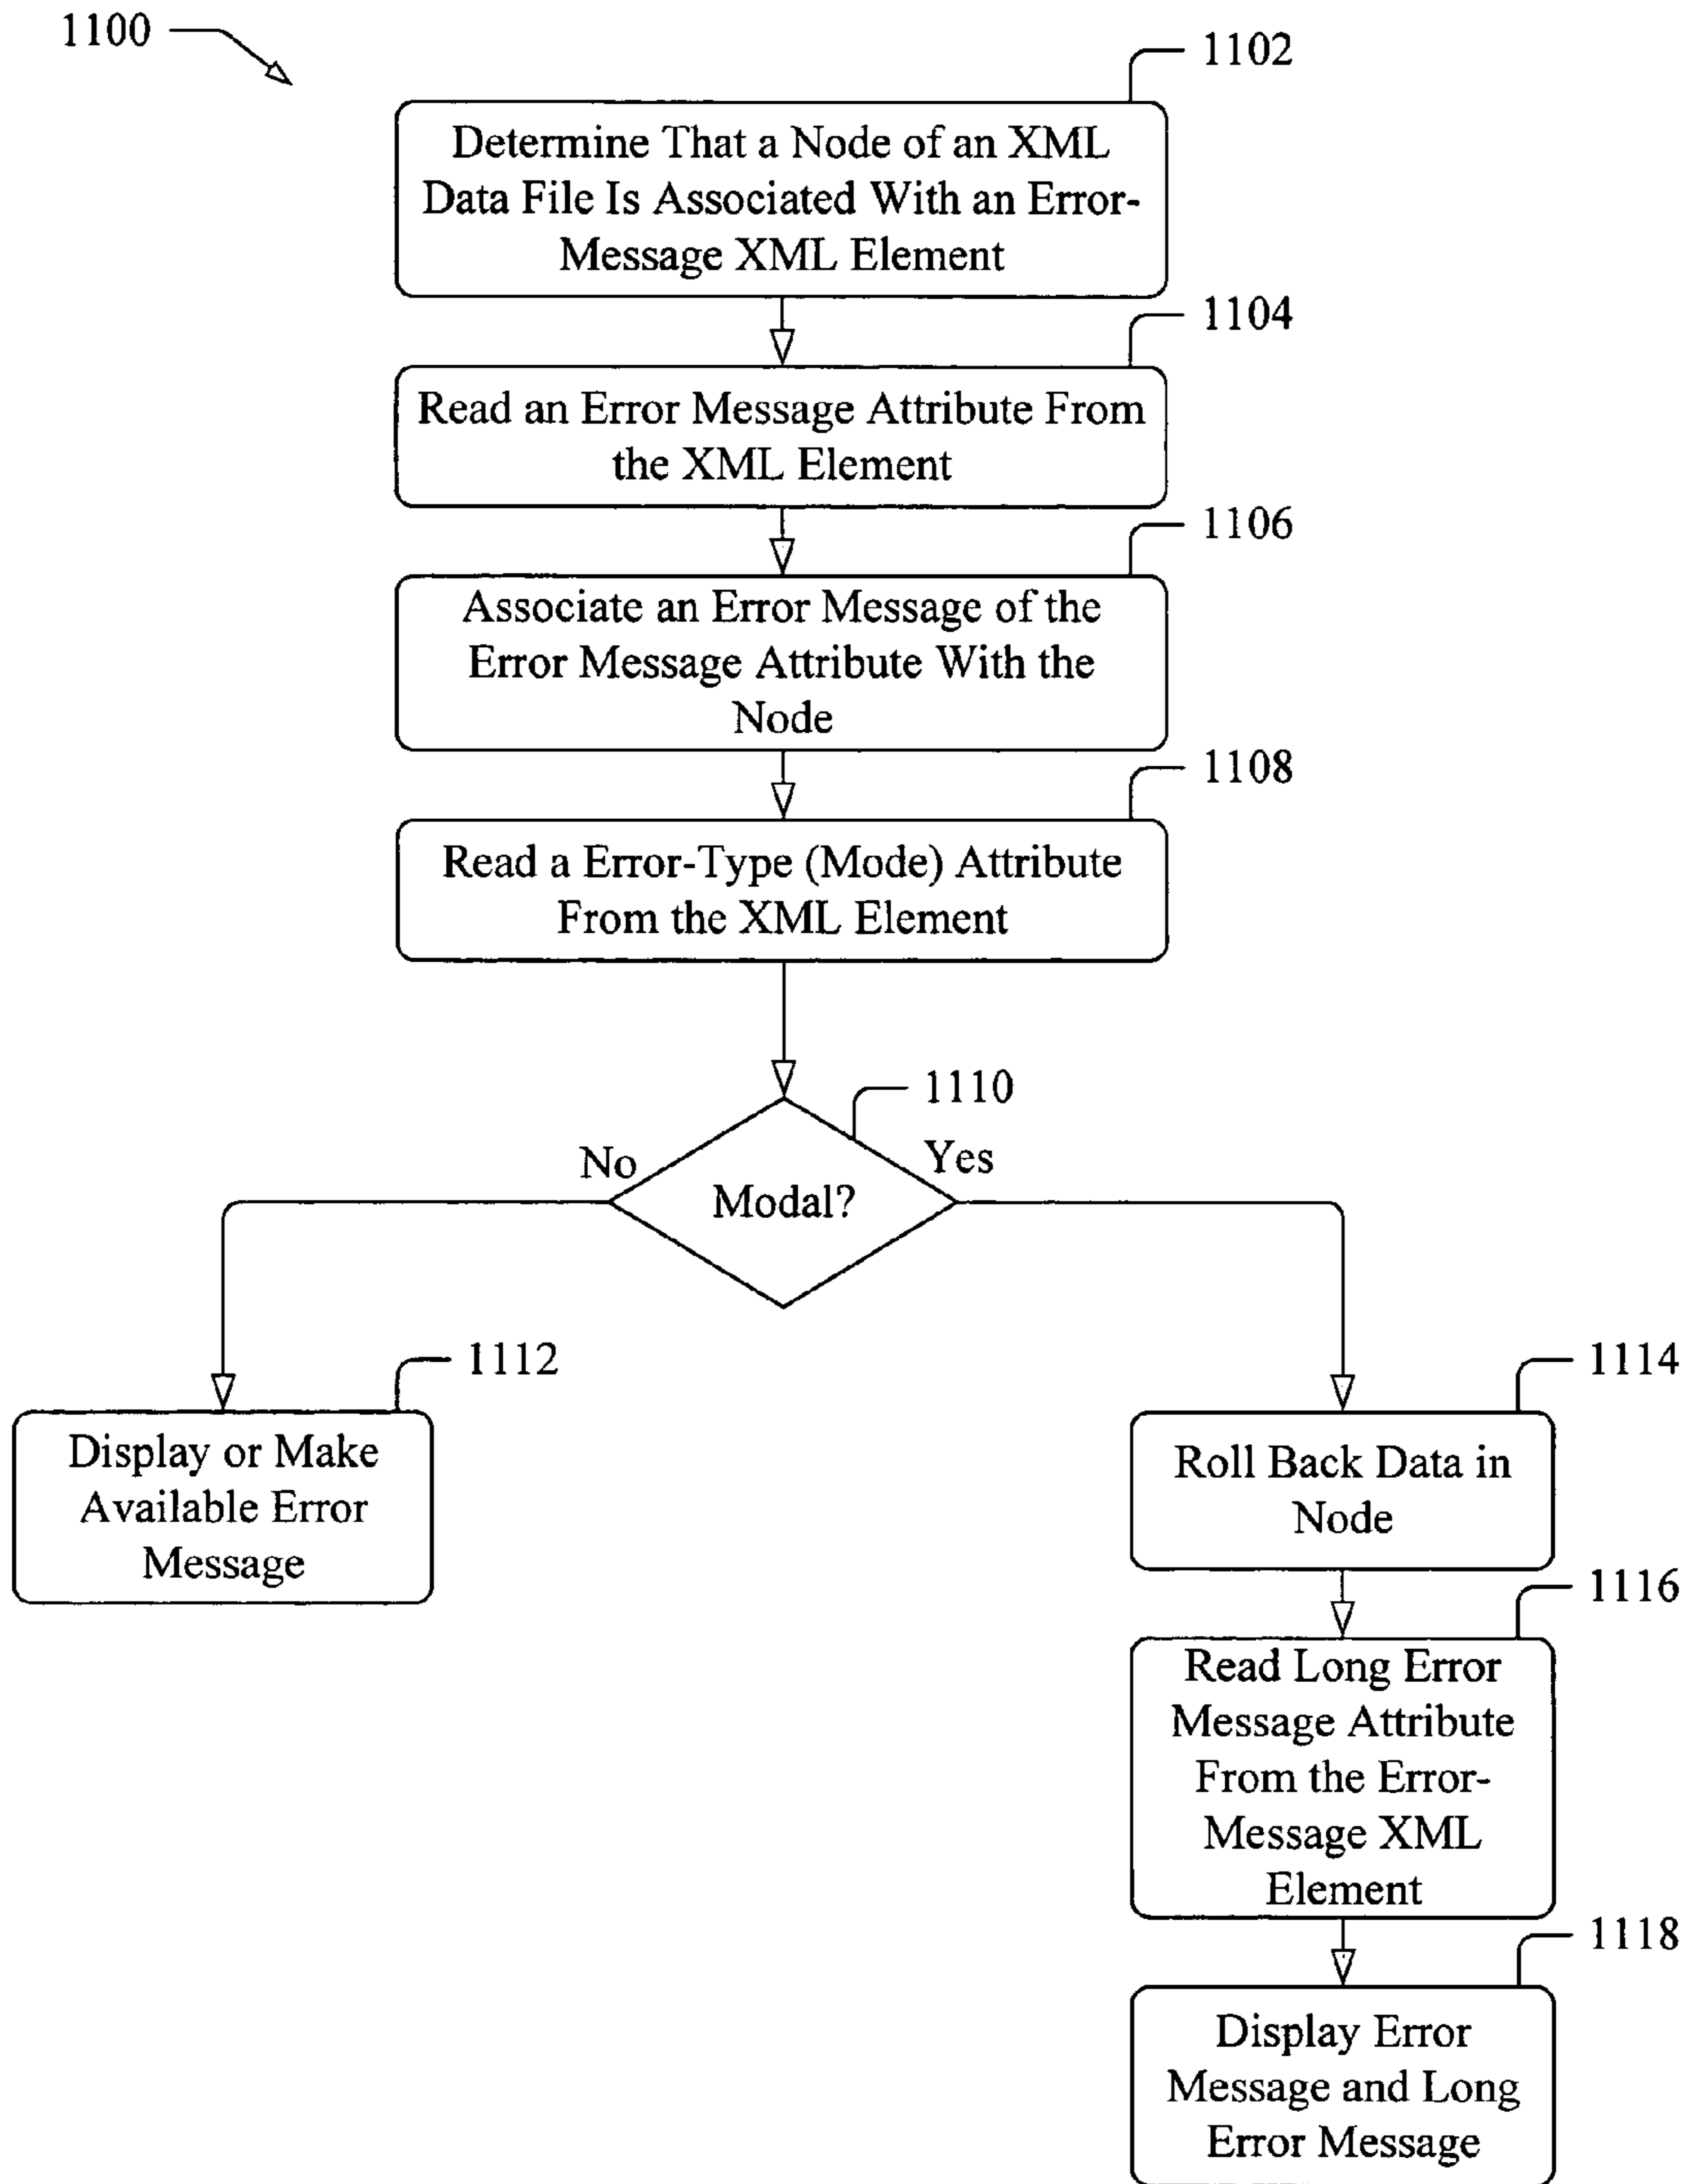 1100
1102
Determine That a Node of an XML
Data File Is Associated With an Error-
Message XML Element
1104
Read an Error Message Attribute From
the XML Element
1106
Associate an Error Message of the
Error Message Attribute With the
Node
1108
Read a Error-Type (Mode) Attribute
From the XML Element
1110
No
Yes
Modal?
1112
Display or Make
Available Error
Message
1114
Roll Back Data in
Node
1116
Read Long Error
Message Attribute
From the Error-
Message XML
Element
1118
Display Error
Message and Long
Error Message